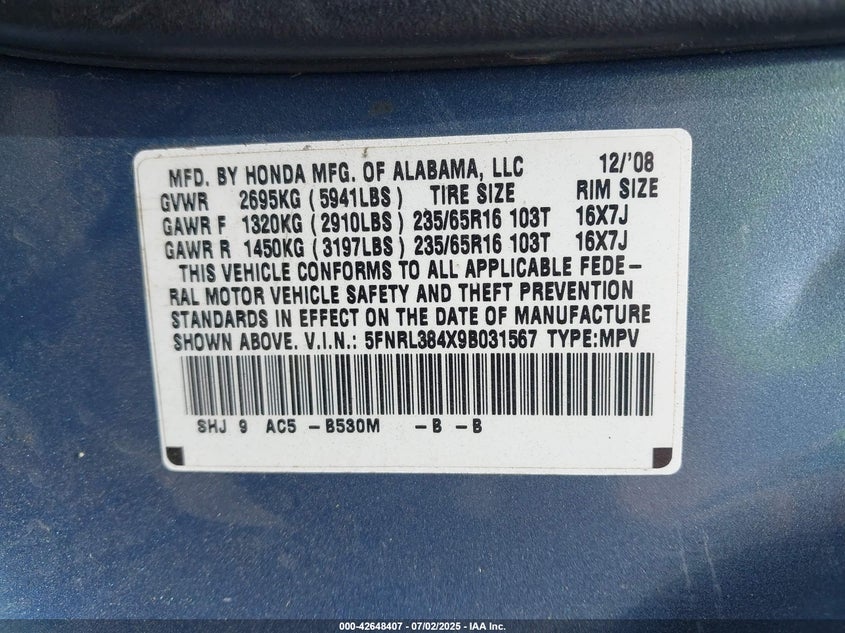 MFD. BY HONDA MFG. OF ALABAMA, LLC 12/'08
GVWR 2695KG (5941LBS) TIRE SIZE RIM SIZE
GAWR F 1320KG (2910LBS) 235/65R16 103T 16X7J
GAWR R 1450KG (3197LBS) 235/65R16 103T 16X7J
THIS VEHICLE CONFORMS TO ALL APPLICABLE FEDE-
RAL MOTOR VEHICLE SAFETY AND THEFT PREVENTION
STANDARDS IN EFFECT ON THE DATE OF MANUFACTURE
SHOWN ABOVE. V.I.N.: 5FNRL384X9B031567 TYPE:MPV
SHJ 9 AC5 -B530M -B -B
000-42648407 - 07/02/2025 - IAA Inc.